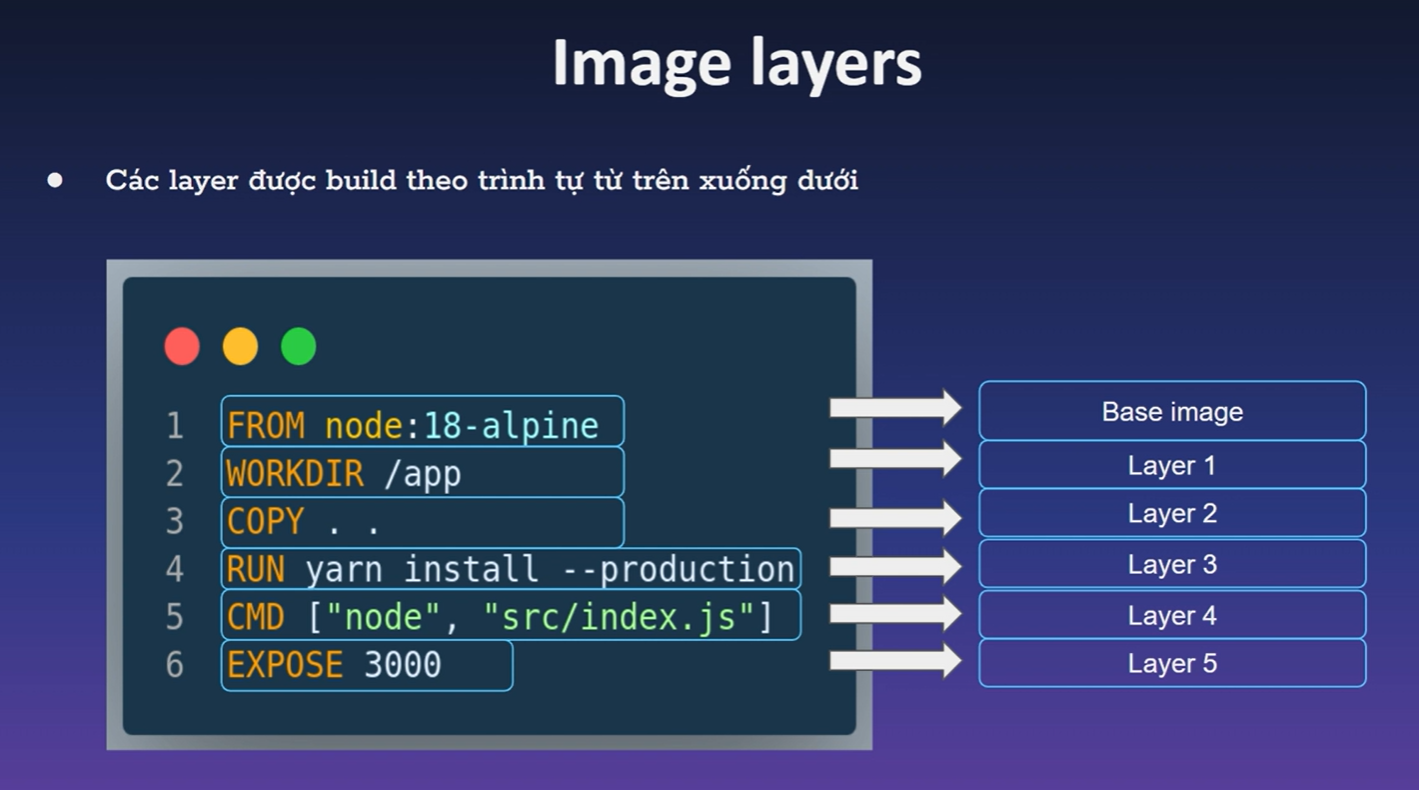 Image layers
● Các layer được build theo trình tự từ trên xuống dưới
1 FROM node:18-alpine
2 WORKDIR /app
3 COPY . .
4 RUN yarn install --production
5 CMD ["node", "src/index.js"]
6 EXPOSE 3000
Base image
Layer 1
Layer 2
Layer 3
Layer 4
Layer 5